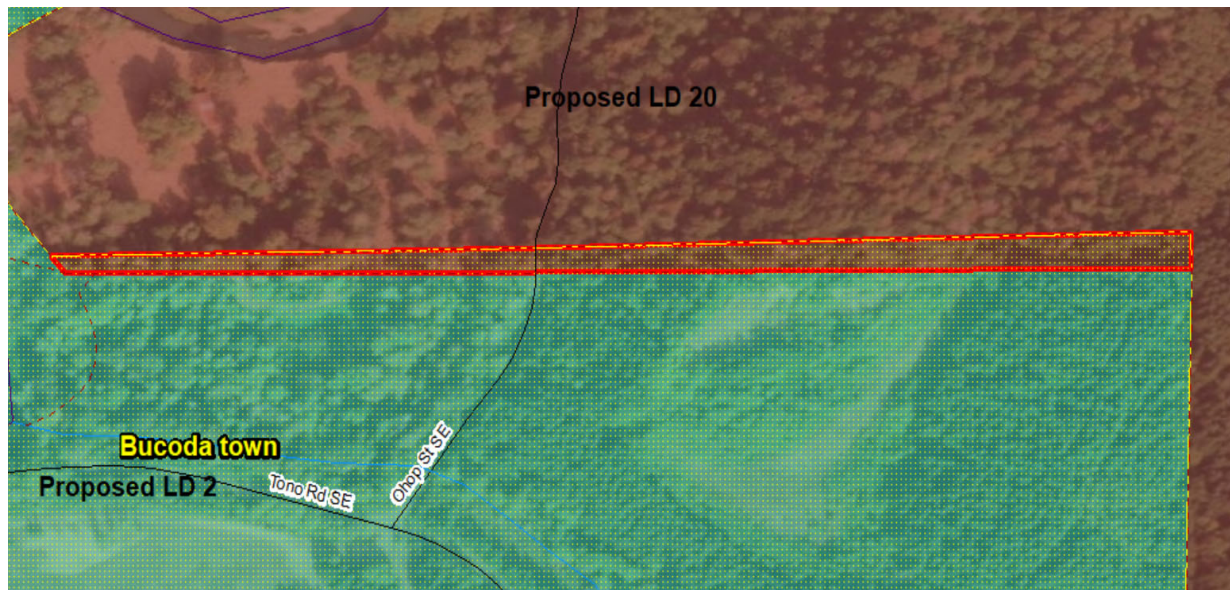 Proposed LD 20
Bucoda town
Ohop St SE
Proposed LD 2
Tono Rd SE